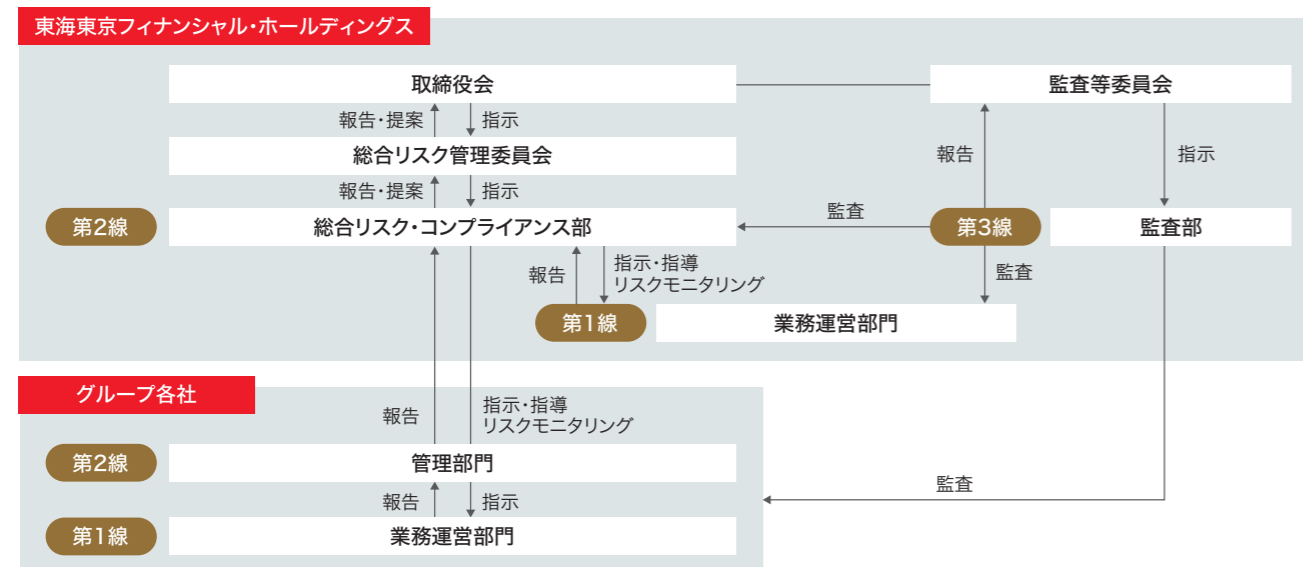 東海東京フィナンシャル・ホールディングス
取締役会
監査等委員会
報告・提案
指示
総合リスク管理委員会
報告
指示
報告・提案
指示
第2線
総合リスク・コンプライアンス部
監査
第3線
監査部
報告
指示・指導
リスクモニタリング
監査
第1線
業務運営部門
グループ各社
報告
指示・指導
リスクモニタリング
第2線
管理部門
監査
報告
指示
第1線
業務運営部門